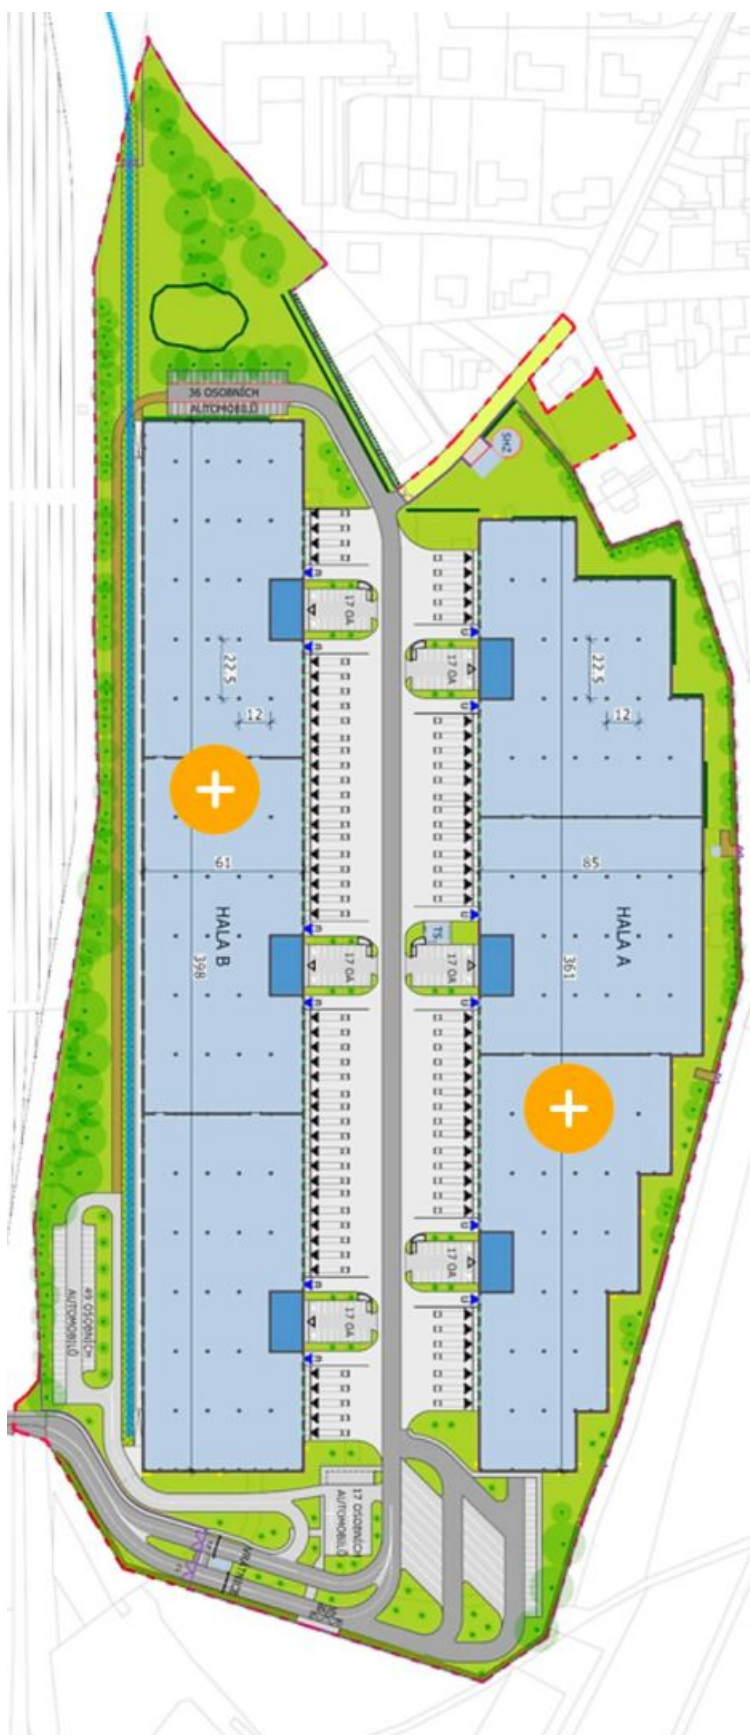 36 OSOBNÍCH
AUTOMOBILŮ
SHZ
17 OA
17 OA
22.5
12
22.5
12
61
85
HALA B
398
HALA A
361
TS
17 OA
17 OA
17 OA
17 OA
49 OSOBNÍCH
AUTOMOBILŮ
17 OSOBNÍCH
AUTOMOBILŮ
VRÁTNICE